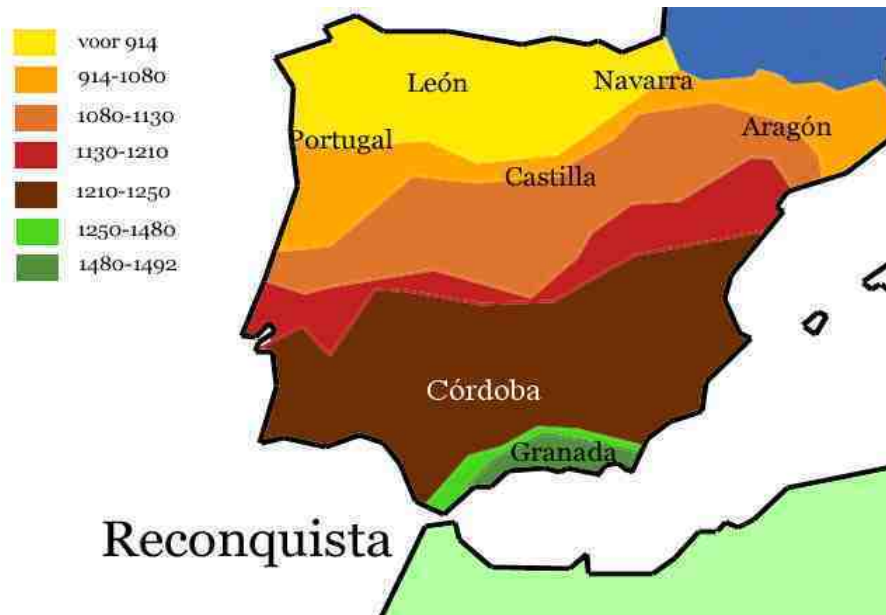 voor 914
914-1080
1080-1130
1130-1210
1210-1250
1250-1480
1480-1492
León
Navarra
Portugal
Aragón
Castilla
Córdoba
Granada
Reconquista